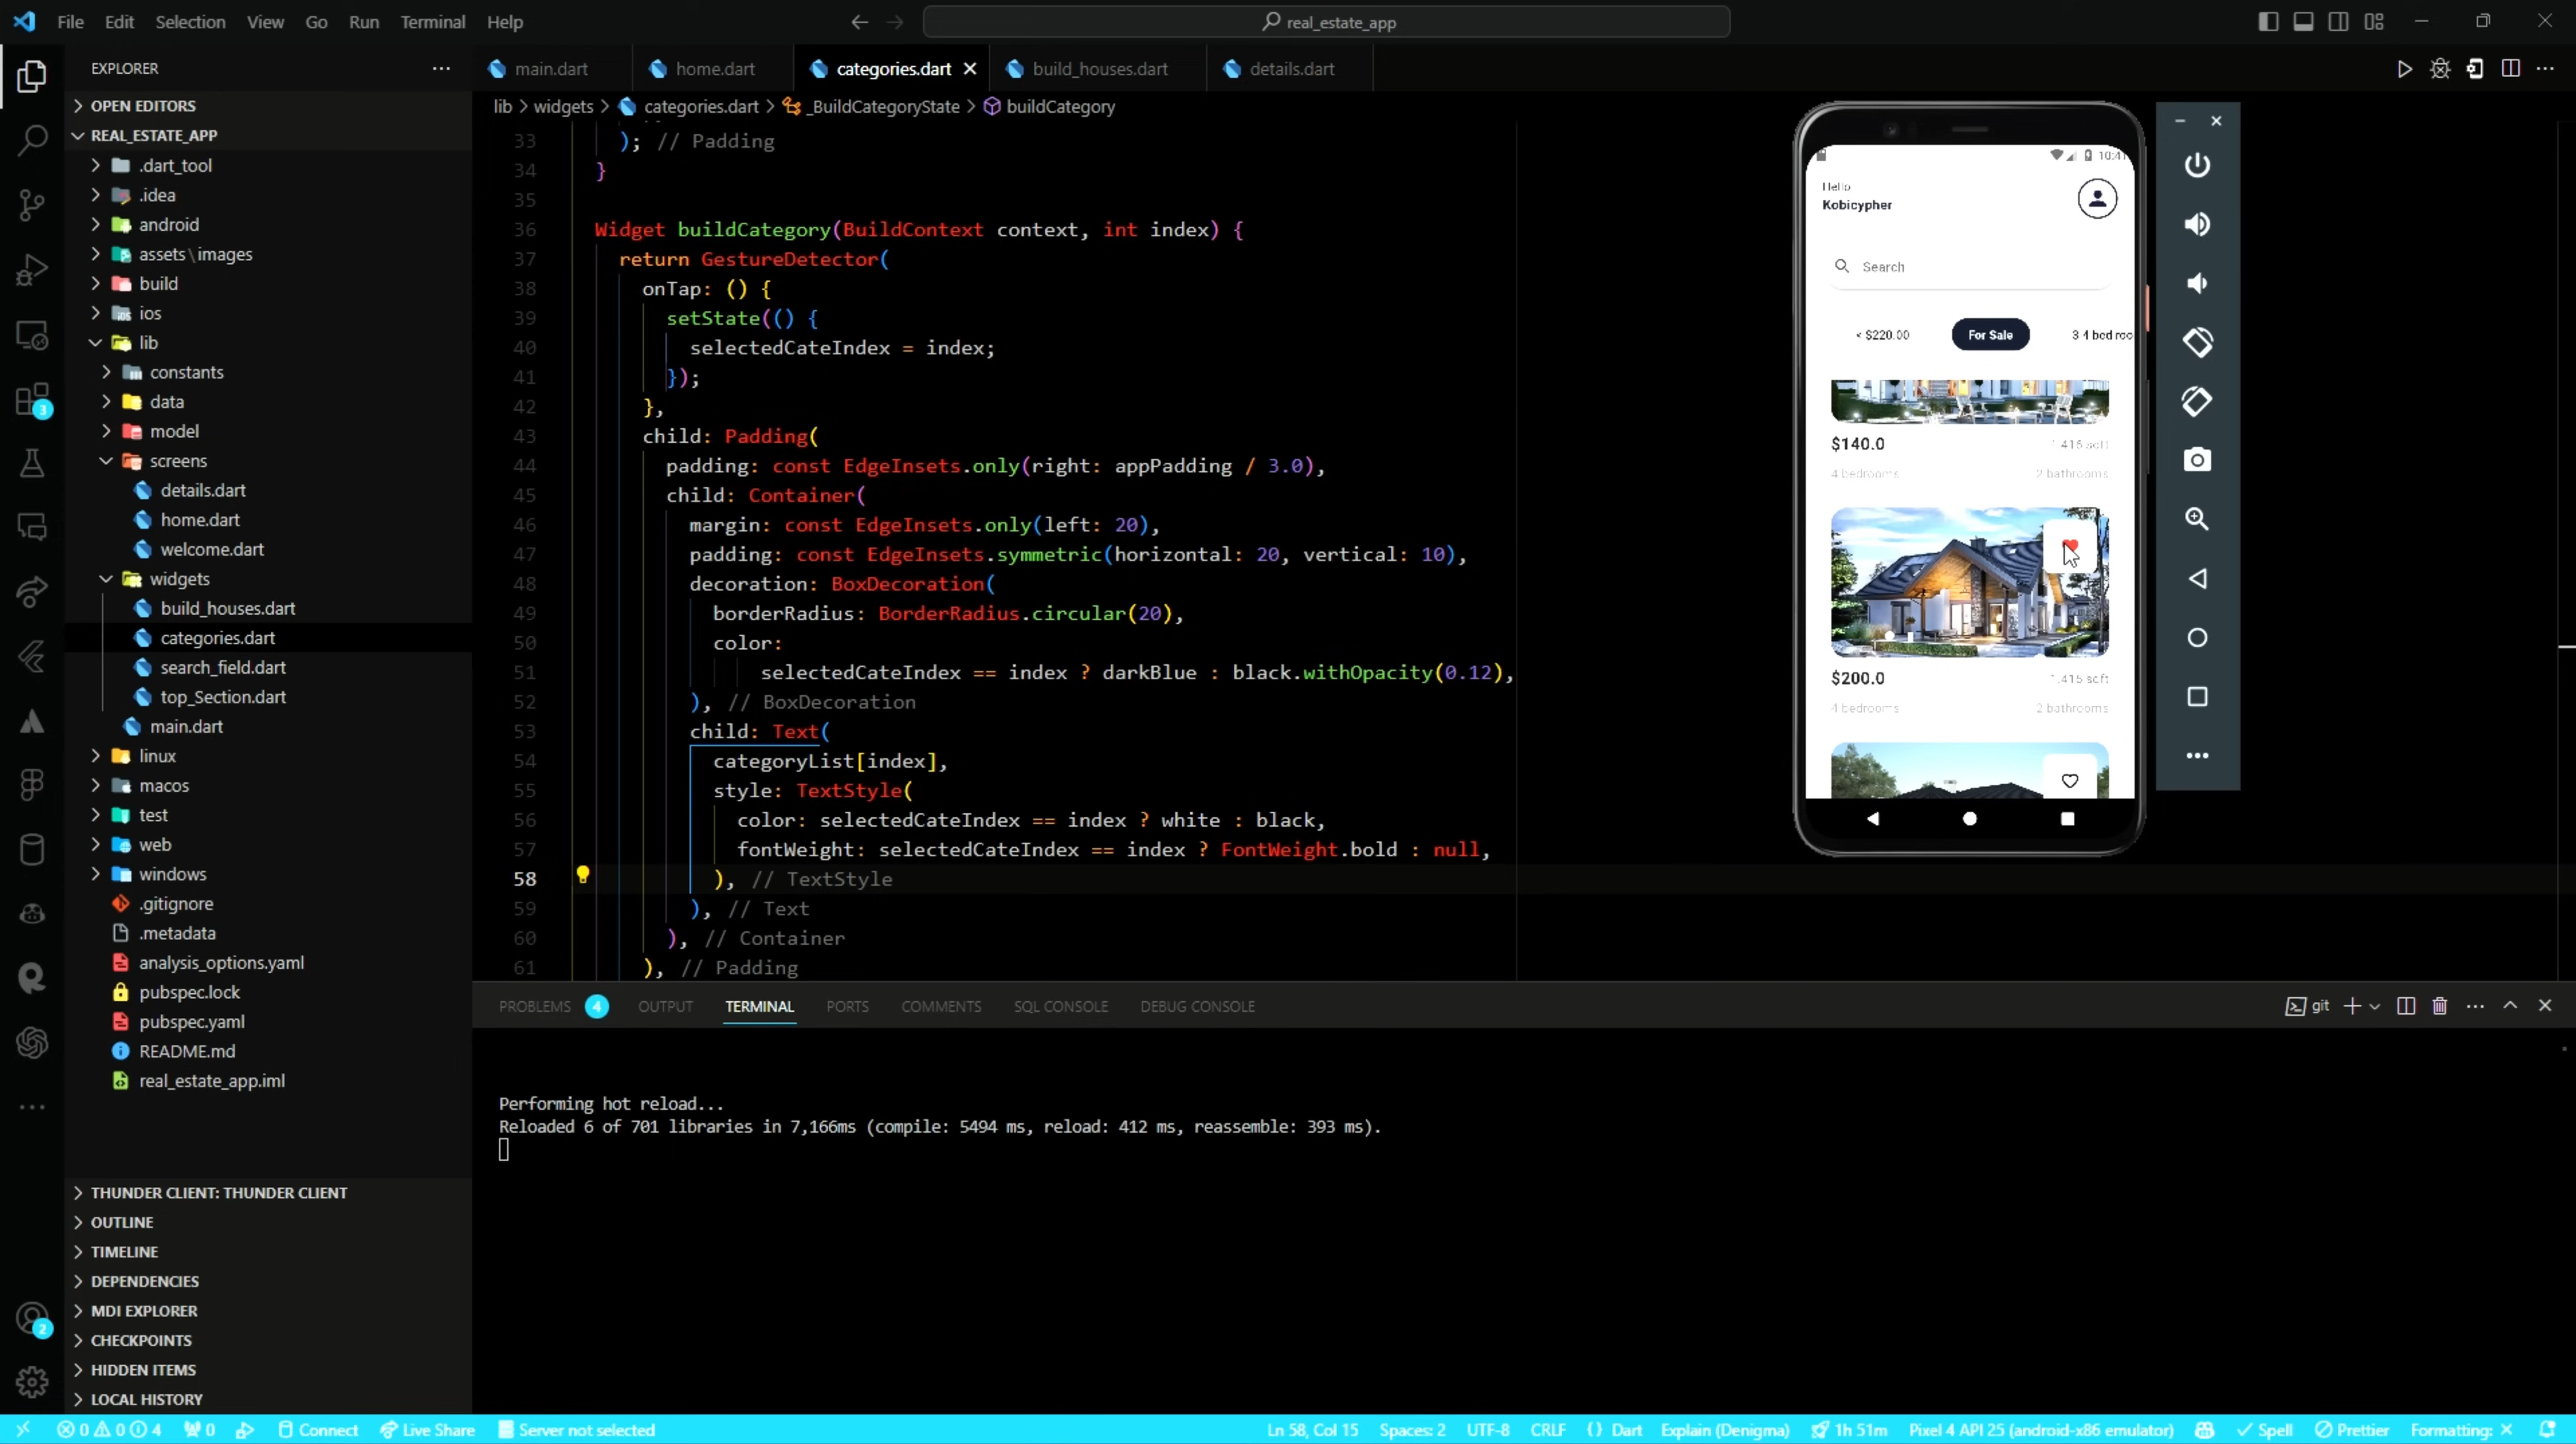 File Edit Selection View Go Run Terminal Help
real_estate_app
EXPLORER
OPEN EDITORS
REAL_ESTATE_APP
.dart_tool
.idea
android
assets\images
build
ios
lib
constants
data
model
screens
details.dart
home.dart
welcome.dart
widgets
build_houses.dart
categories.dart
search_field.dart
top_Section.dart
main.dart
linux
macos
test
web
windows
.gitignore
.metadata
analysis_options.yaml
pubspec.lock
pubspec.yaml
README.md
real_estate_app.iml
THUNDER CLIENT: THUNDER CLIENT
OUTLINE
TIMELINE
DEPENDENCIES
MDI EXPLORER
CHECKPOINTS
HIDDEN ITEMS
LOCAL HISTORY
3
2
main.dart home.dart categories.dart build_houses.dart details.dart
lib > widgets > categories.dart > _BuildCategoryState > buildCategory
33 ); // Padding
34 }
35
36 Widget buildCategory(BuildContext context, int index) {
37 return GestureDetector(
38 onTap: () {
39 setState(() {
40 selectedCateIndex = index;
41 });
42 },
43 child: Padding(
44 padding: const EdgeInsets.only(right: appPadding / 3.0),
45 child: Container(
46 margin: const EdgeInsets.only(left: 20),
47 padding: const EdgeInsets.symmetric(horizontal: 20, vertical: 10),
48 decoration: BoxDecoration(
49 borderRadius: BorderRadius.circular(20),
50 color:
51 selectedCateIndex == index ? darkBlue : black.withOpacity(0.12),
52 ), // BoxDecoration
53 child: Text(
54 categoryList[index],
55 style: TextStyle(
56 color: selectedCateIndex == index ? white : black,
57 fontWeight: selectedCateIndex == index ? FontWeight.bold : null,
58 ), // TextStyle
59 ), // Text
60 ), // Container
61 ), // Padding
10:41
Hello
Kobicypher
Search
< $220.00 For Sale 3 4 bed roo
$140.0 1.416 scft
4 bedrooms 2 bathrooms
$200.0 1.415 scft
4 bedrooms 2 bathrooms
PROBLEMS 4 OUTPUT TERMINAL PORTS COMMENTS SQL CONSOLE DEBUG CONSOLE
git
Performing hot reload...
Reloaded 6 of 701 libraries in 7,166ms (compile: 5494 ms, reload: 412 ms, reassemble: 393 ms).
0 0 4 0 Connect Live Share Server not selected
Ln 58, Col 15 Spaces: 2 UTF-8 CRLF {} Dart Explain (Denigma) 1h 51m Pixel 4 API 25 (android-x86 emulator) Spell Prettier Formatting: ×